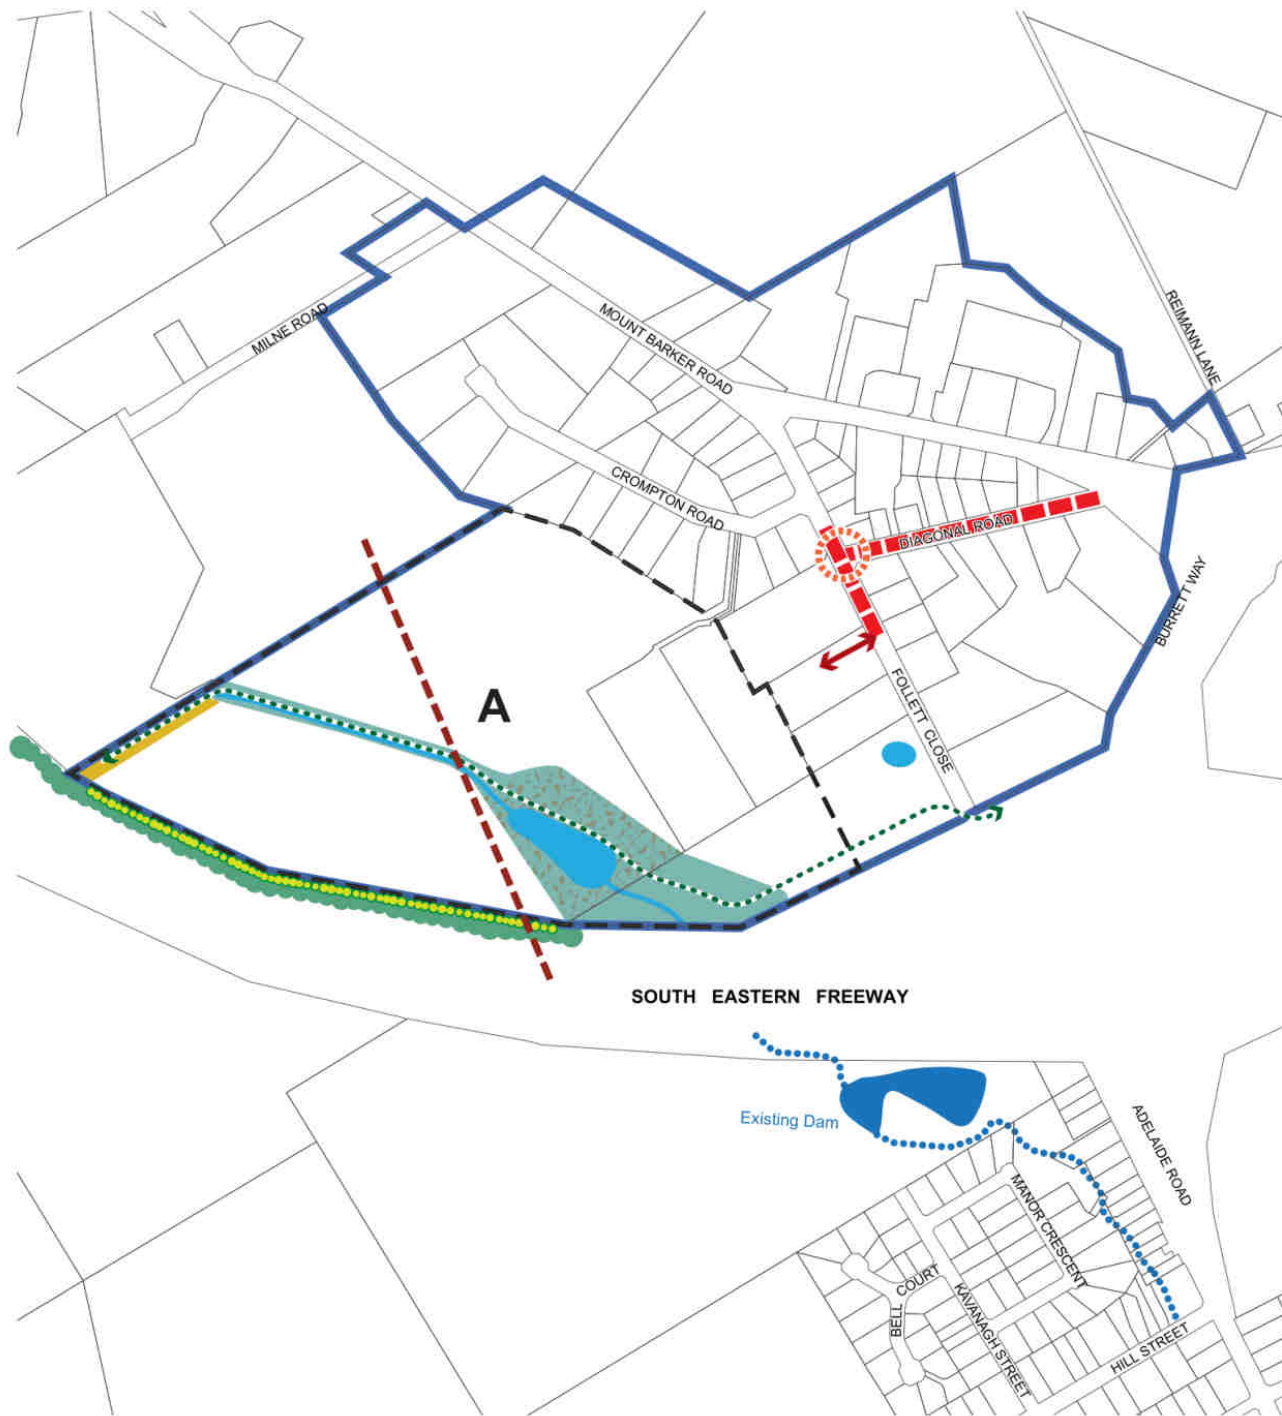 MILNE ROAD
MOUNT BARKER ROAD
REIMANN LANE
CROMPTON ROAD
DIAGONAL ROAD
BURRETT WAY
A
FOLLETT CLOSE
SOUTH EASTERN FREEWAY
Existing Dam
ADELAIDE ROAD
MANOR CRESCENT
BELL COURT
KAVANAGH STREET
HILL STREET